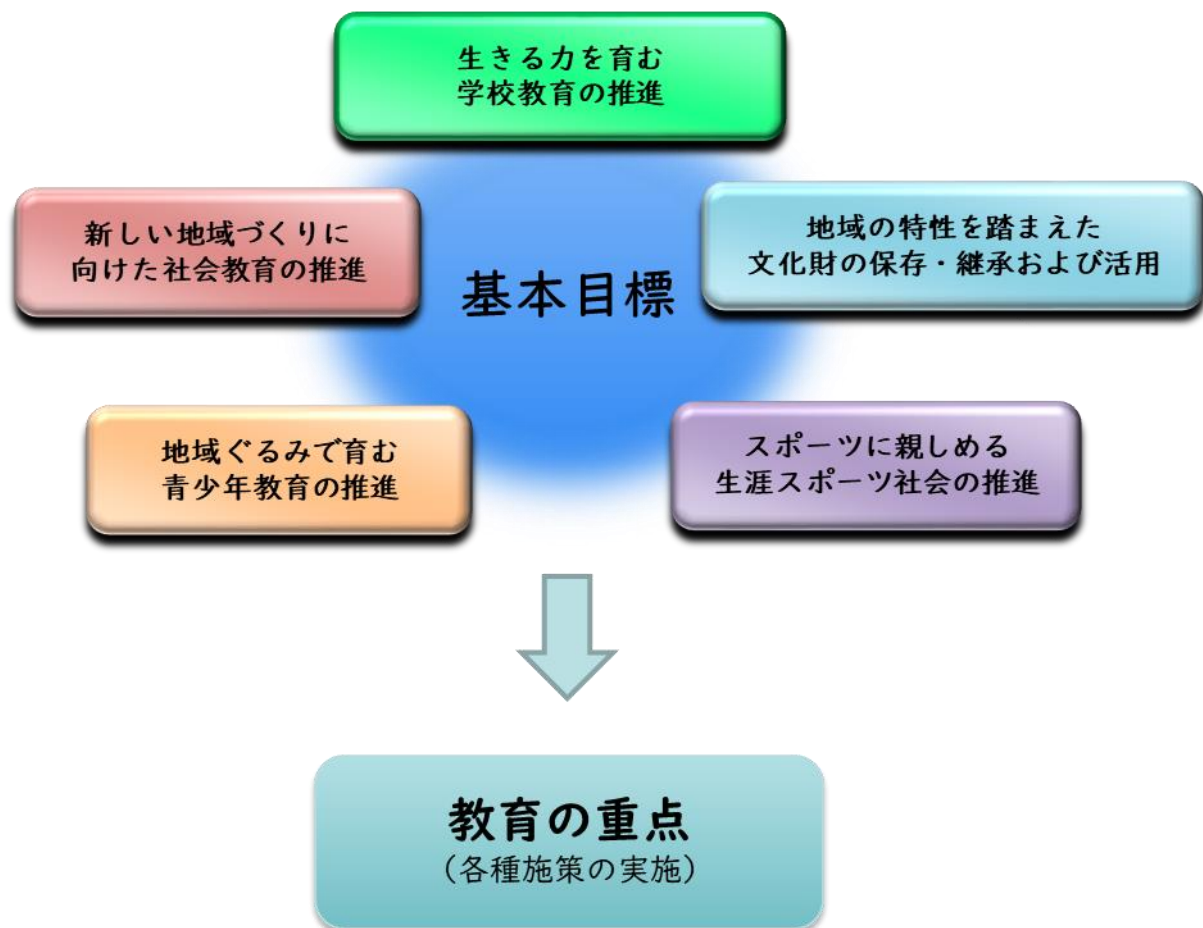 生きる力を育む
学校教育の推進
新しい地域づくりに
向けた社会教育の推進
地域の特性を踏まえた
文化財の保存・継承および活用
基本目標
地域ぐるみで育む
青少年教育の推進
スポーツに親しめる
生涯スポーツ社会の推進
教育の重点
（各種施策の実施）